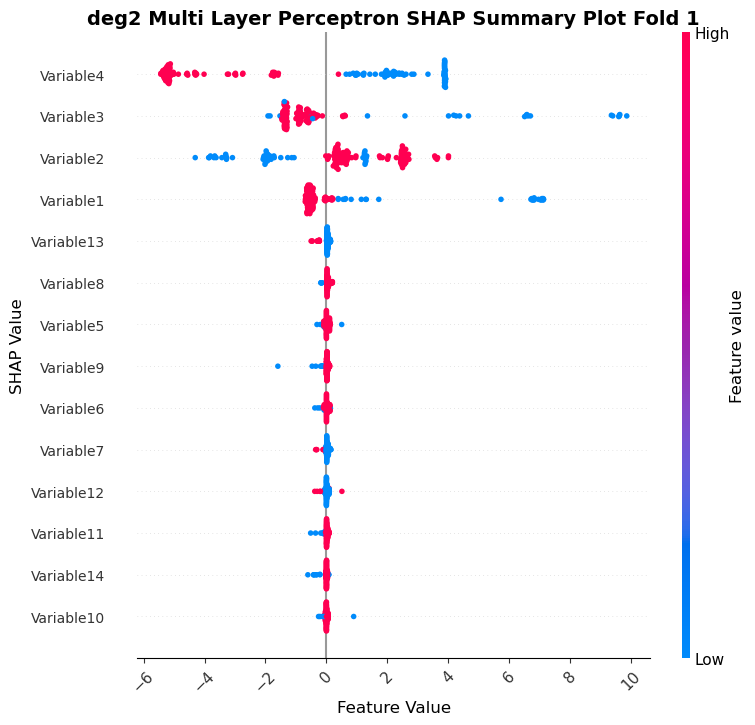 deg2 Multi Layer Perceptron SHAP Summary Plot Fold 1
High
Variable4
Variable3
Variable2
Variable1
Variable13
Variable8
Variable5
Variable9
Variable6
Variable7
Variable12
Variable11
Variable14
Variable10
SHAP Value
Feature value
Low
−6 −4 −2 0 2 4 6 8 10
Feature Value